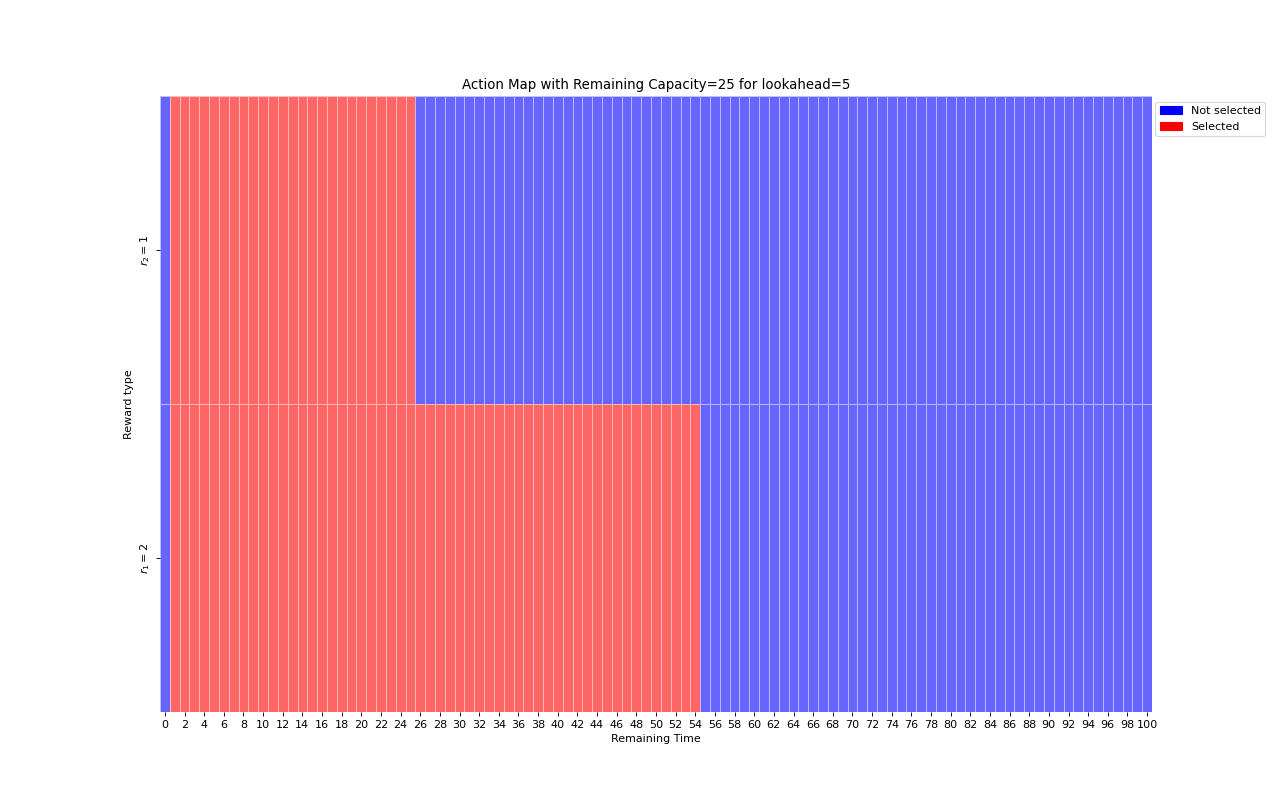 Action Map with Remaining Capacity=25 for lookahead=5
Not selected
Selected
r₂ = 1
Reward type
r₁ = 2
0 2 4 6 8 10 12 14 16 18 20 22 24 26 28 30 32 34 36 38 40 42 44 46 48 50 52 54 56 58 60 62 64 66 68 70 72 74 76 78 80 82 84 86 88 90 92 94 96 98 100
Remaining Time